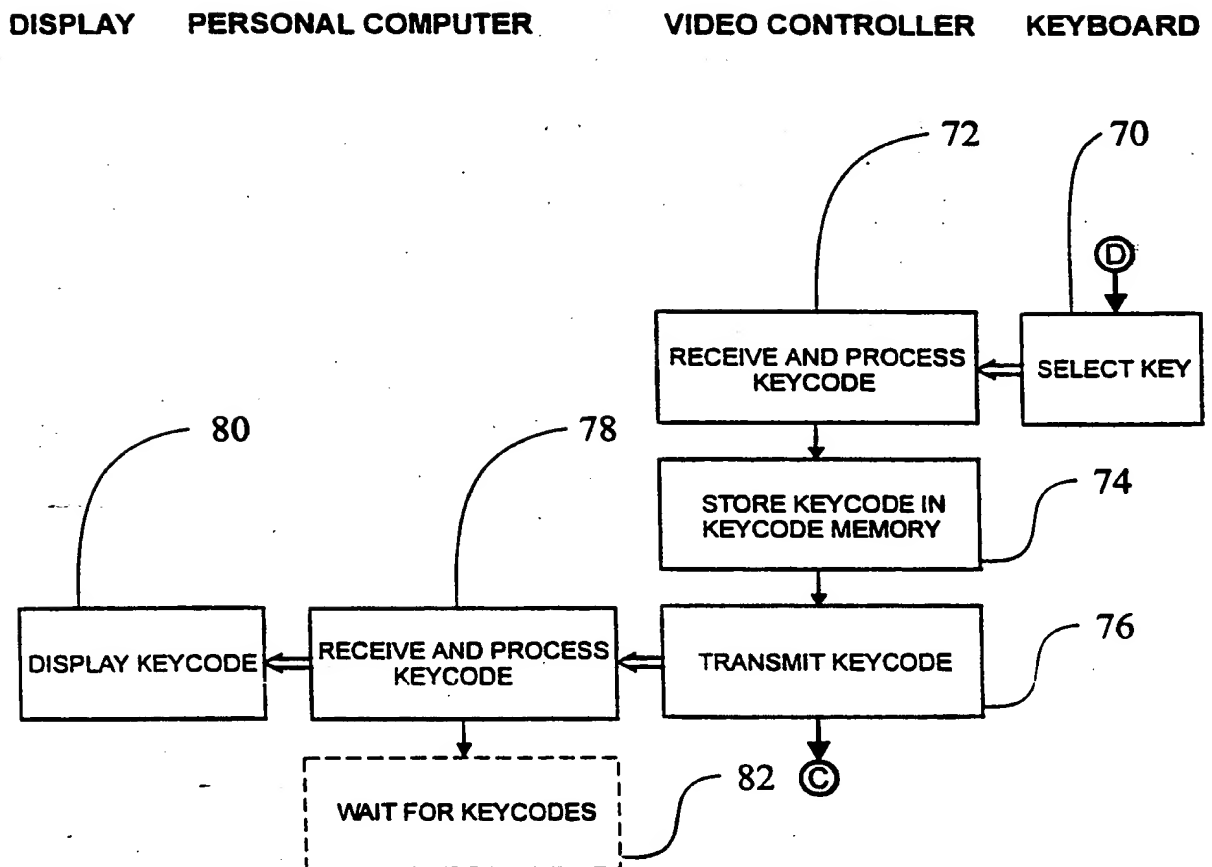 DISPLAY PERSONAL COMPUTER VIDEO CONTROLLER KEYBOARD
72 70
D
RECEIVE AND PROCESS
KEYCODE
SELECT KEY
80 78
STORE KEYCODE IN
KEYCODE MEMORY
74
DISPLAY KEYCODE
RECEIVE AND PROCESS
KEYCODE
TRANSMIT KEYCODE
76
WAIT FOR KEYCODES
82
C